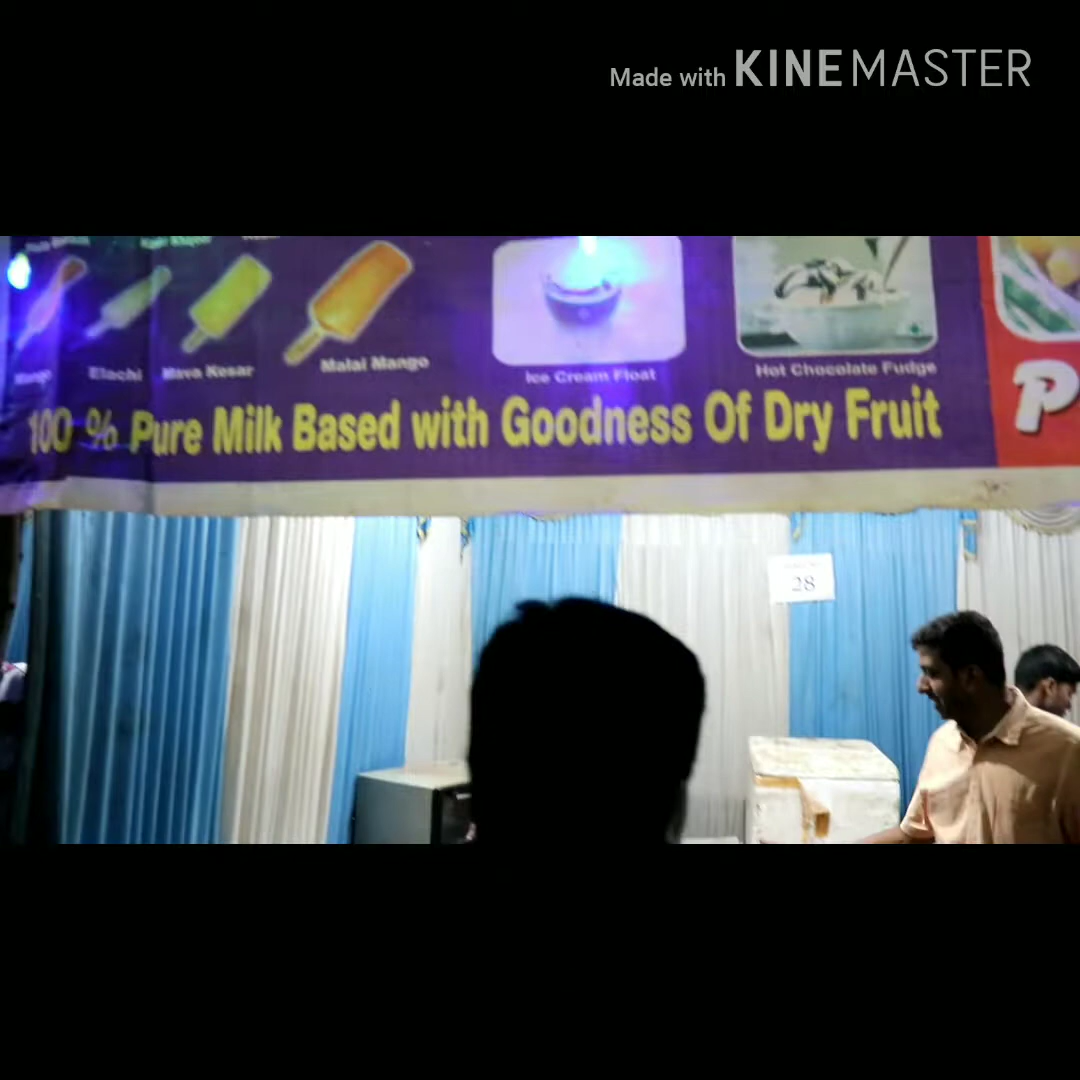 Made with KINEMASTER
Mango
Elachi
Mava Kesar
Malai Mango
Ice Cream Float
Hot Chocolate Fudge
100 % Pure Milk Based with Goodness Of Dry Fruit
P
28